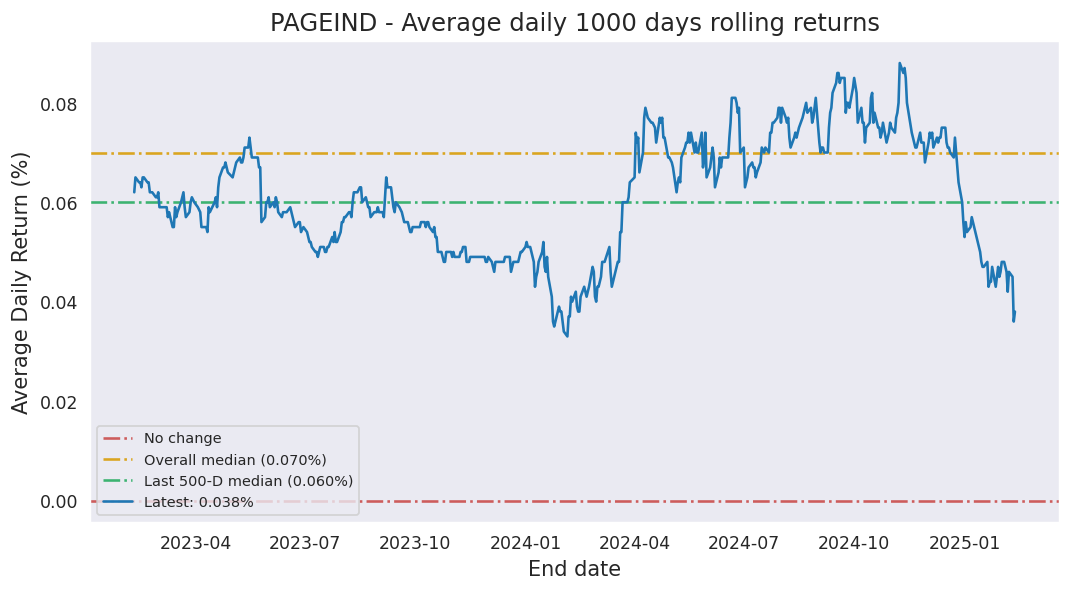 PAGEIND - Average daily 1000 days rolling returns
Average Daily Return (%)
0.08
0.06
0.04
0.02
0.00
No change
Overall median (0.070%)
Last 500-D median (0.060%)
Latest: 0.038%
2023-04
2023-07
2023-10
2024-01
2024-04
2024-07
2024-10
2025-01
End date